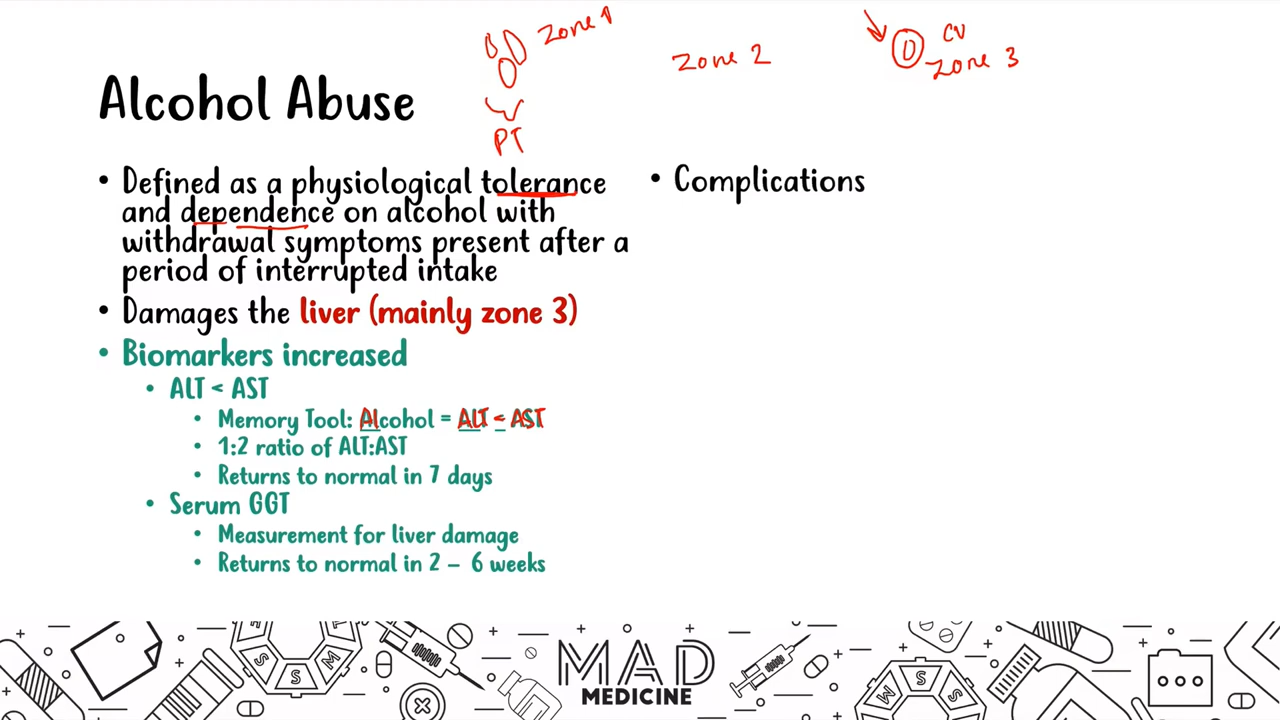 Zone 1
Zone 2
CV
Zone 3
PT
Alcohol Abuse
• Defined as a physiological tolerance
and dependence on alcohol with
withdrawal symptoms present after a
period of interrupted intake
• Damages the liver (mainly zone 3)
• Biomarkers increased
• ALT < AST
• Memory Tool: Alcohol = ALT < AST
• 1:2 ratio of ALT:AST
• Returns to normal in 7 days
• Serum GGT
• Measurement for liver damage
• Returns to normal in 2 – 6 weeks
• Complications
MAD
MEDICINE